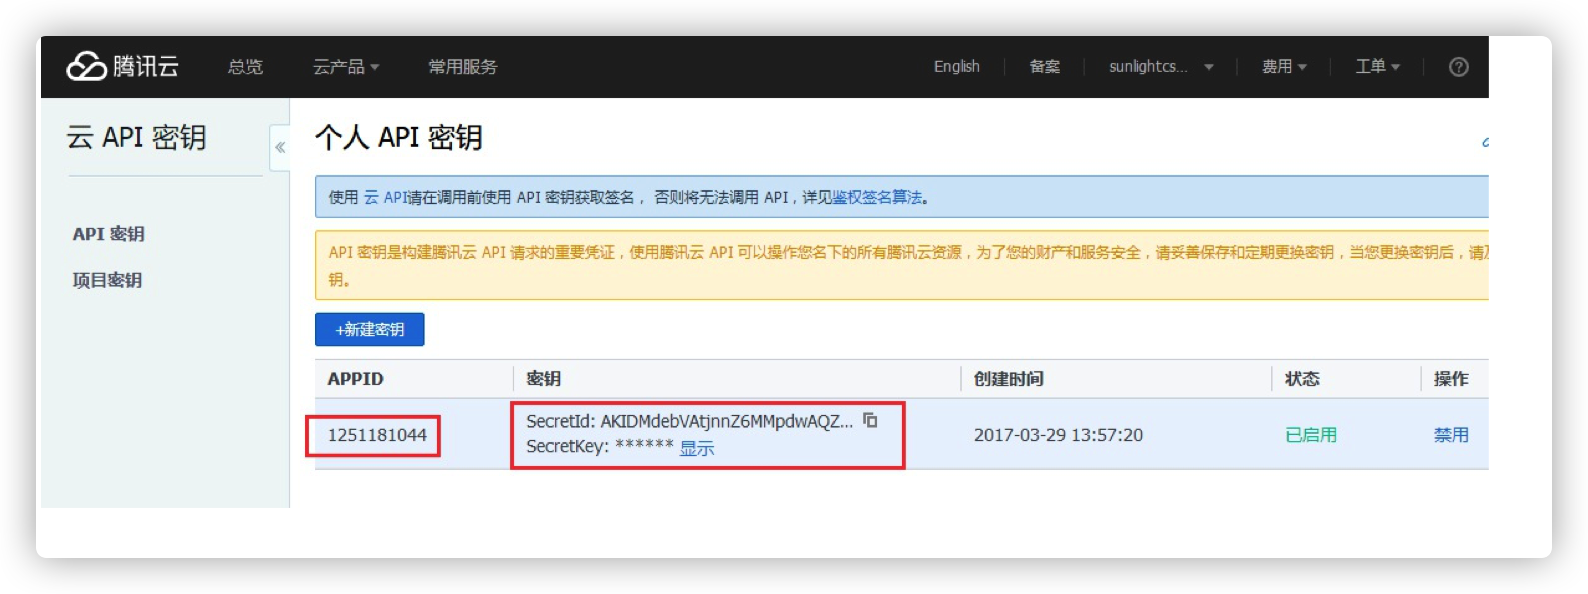 腾讯云 总览 云产品 常用服务 English 备案 sunlightcs... 费用 工单
云 API 密钥
API 密钥
项目密钥
个人 API 密钥
使用 云 API请在调用前使用 API 密钥获取签名， 否则将无法调用 API，详见鉴权签名算法。
API 密钥是构建腾讯云 API 请求的重要凭证，使用腾讯云 API 可以操作您名下的所有腾讯云资源，为了您的财产和服务安全，请妥善保存和定期更换密钥，当您更换密钥后，请
钥。
+新建密钥
APPID 密钥 创建时间 状态 操作
1251181044 SecretId: AKIDMdebVAtjnnZ6MMpdwAQZ... 2017-03-29 13:57:20 已启用 禁用
SecretKey: ****** 显示